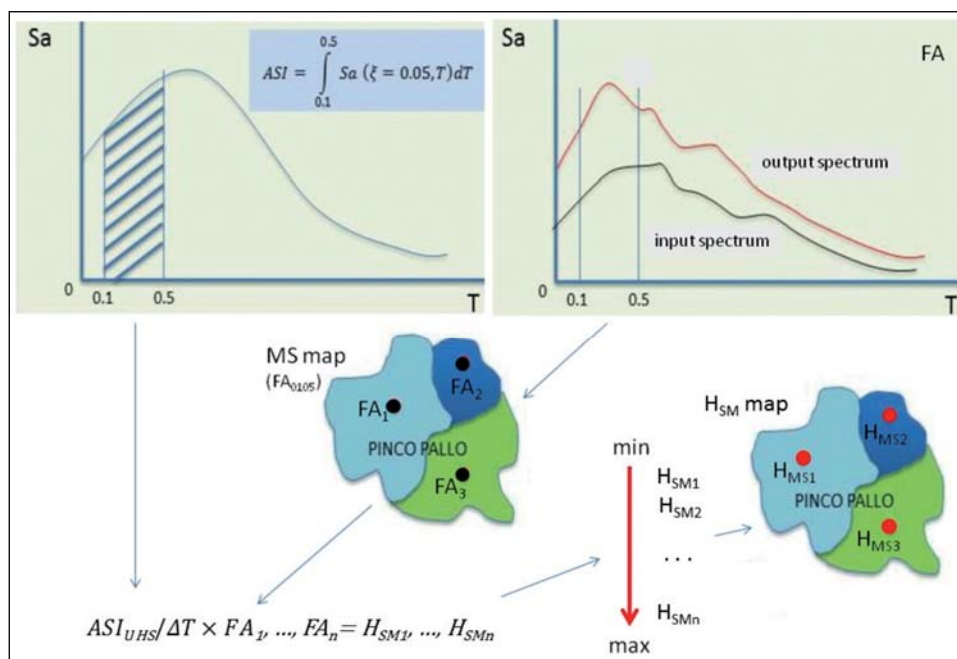 Sa
ASI = ∫ 0.1 0.5 Sa (ξ = 0.05, T)dT
0
0.1
0.5
T
Sa
FA
output spectrum
input spectrum
0
0.1
0.5
T
MS map
(FA0105)
FA1
FA2
PINCO PALLO
FA3
min
HSM1
HSM2
...
HSMn
max
HSM map
HMS1
HMS2
PINCO PALLO
HMS3
ASIUHS/ΔT × FA1, ..., FAn = HSM1, ..., HSMn